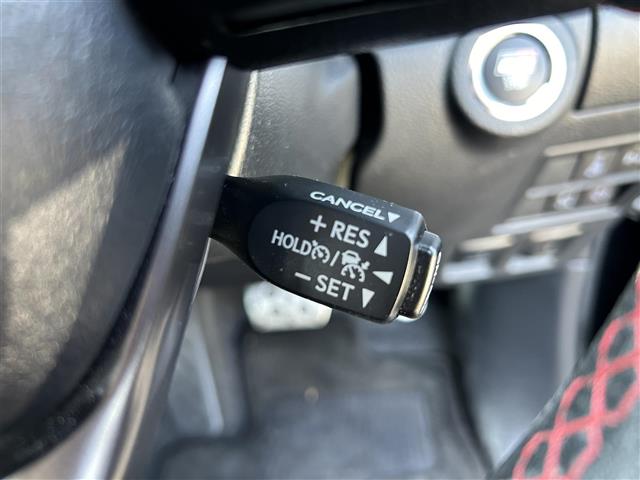 CANCEL▼
+RES▲
HOLD / ◀
−SET▼